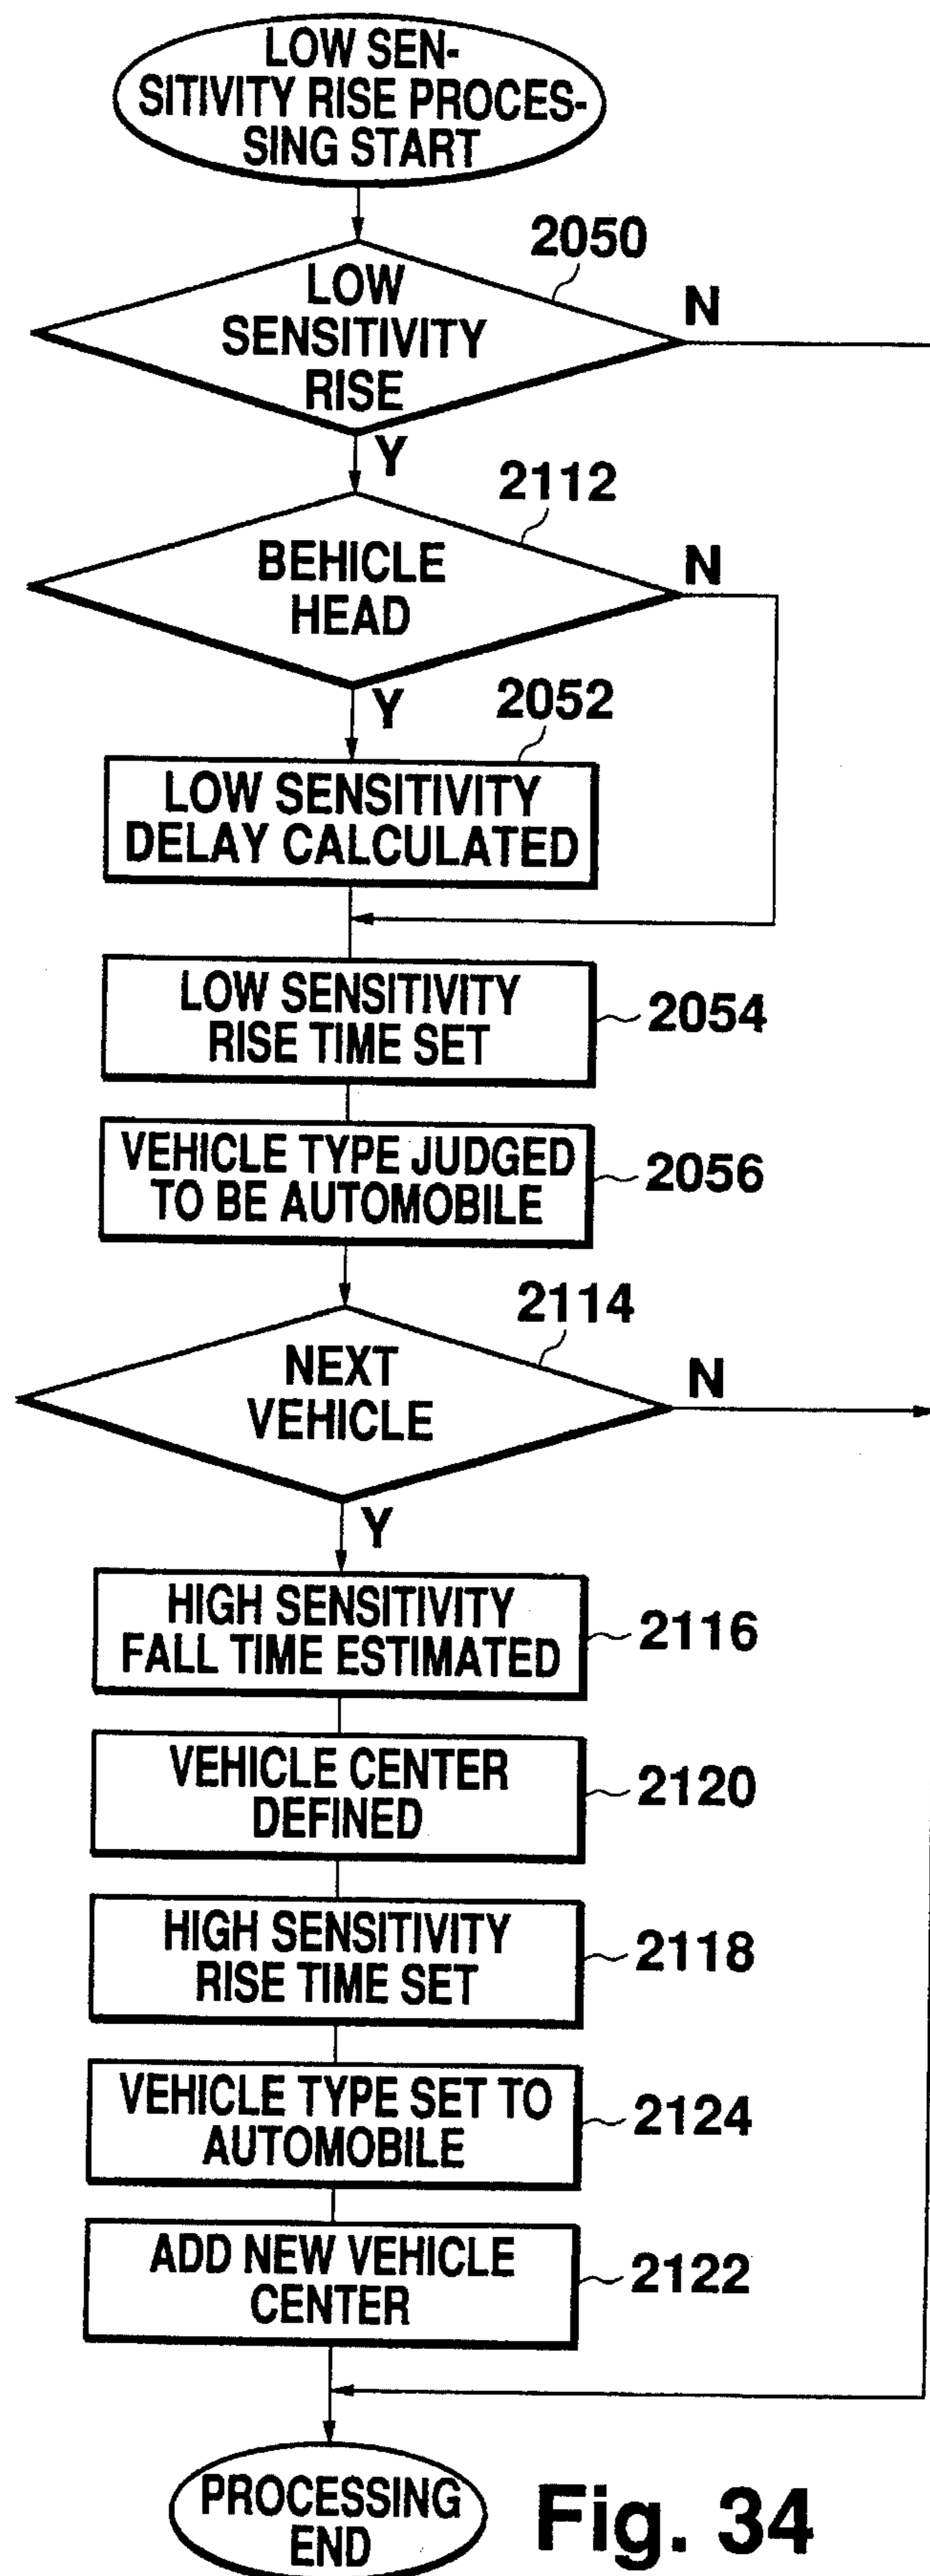 LOW SEN-
SITIVITY RISE PROCES-
SING START
2050
LOW
SENSITIVITY
RISE
N
Y
2112
BEHICLE
HEAD
N
Y
2052
LOW SENSITIVITY
DELAY CALCULATED
LOW SENSITIVITY
RISE TIME SET
2054
VEHICLE TYPE JUDGED
TO BE AUTOMOBILE
2056
2114
NEXT
VEHICLE
N
Y
HIGH SENSITIVITY
FALL TIME ESTIMATED
2116
VEHICLE CENTER
DEFINED
2120
HIGH SENSITIVITY
RISE TIME SET
2118
VEHICLE TYPE SET TO
AUTOMOBILE
2124
ADD NEW VEHICLE
CENTER
2122
PROCESSING
END
Fig. 34